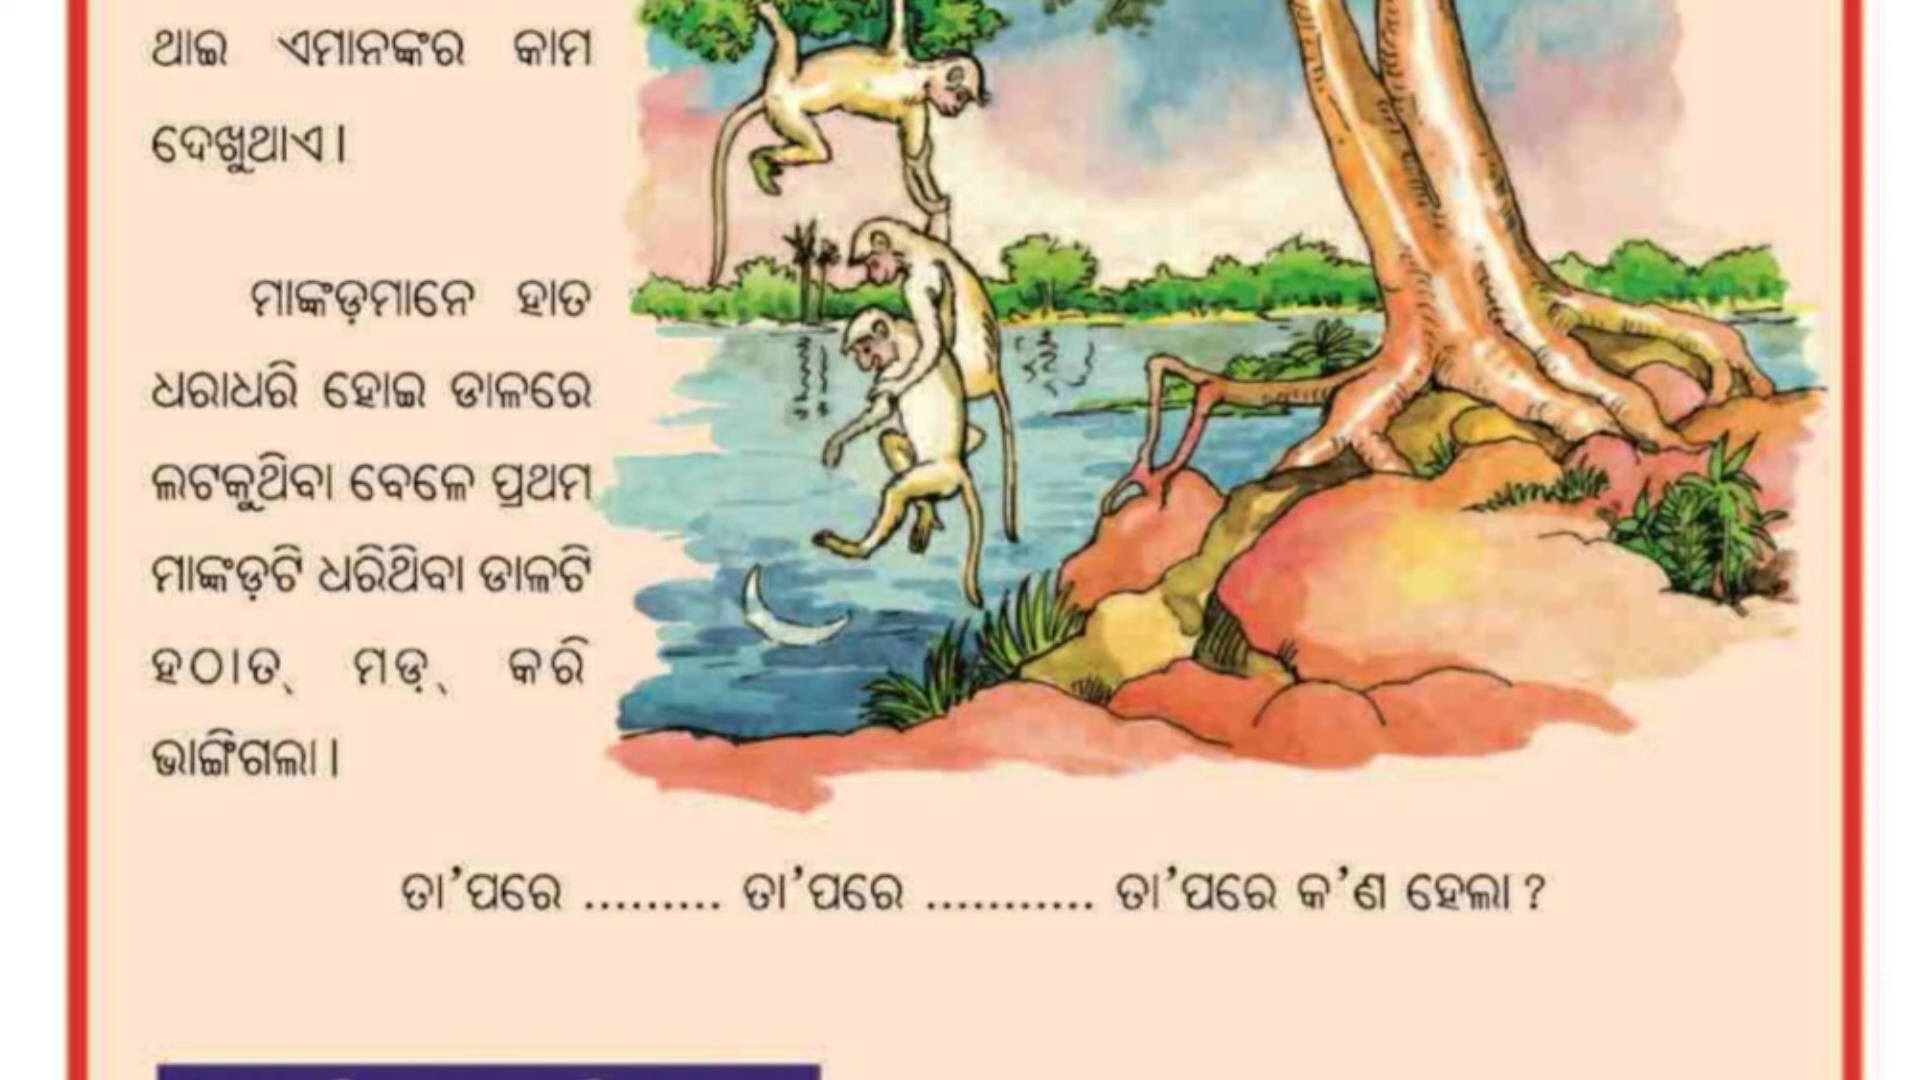 ଥାଇ ଏମାନଙ୍କର କାମ
ଦେଖୁଥାଏ।
ମାଙ୍କଡ଼ମାନେ ହାତ
ଧରାଧରି ହୋଇ ଡାଳରେ
ଲଟକୁଥିବା ବେଳେ ପ୍ରଥମ
ମାଙ୍କଡ଼ଟି ଧରିଥିବା ଡାଳଟି
ହଠାତ୍ ମଡ଼୍ କରି
ଭାଙ୍ଗିଗଲା।
ତା’ପରେ ......... ତା’ପରେ ........... ତା’ପରେ କ’ଣ ହେଲା ?